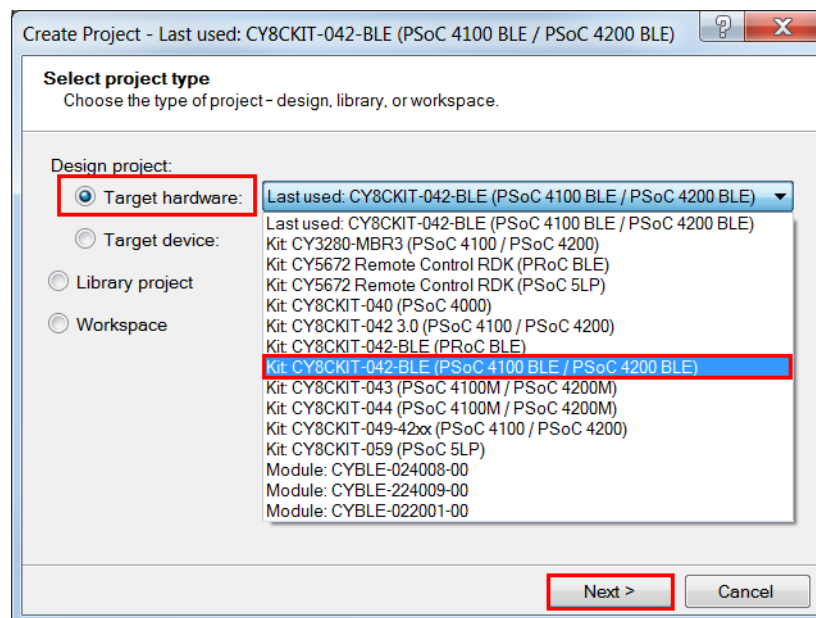 Create Project - Last used: CY8CKIT-042-BLE (PSoC 4100 BLE / PSoC 4200 BLE)
Select project type
Choose the type of project - design, library, or workspace.
Design project:
Target hardware:
Last used: CY8CKIT-042-BLE (PSoC 4100 BLE / PSoC 4200 BLE)
Last used: CY8CKIT-042-BLE (PSoC 4100 BLE / PSoC 4200 BLE)
Target device:
Kit: CY3280-MBR3 (PSoC 4100 / PSoC 4200)
Kit: CY5672 Remote Control RDK (PRoC BLE)
Library project
Kit: CY5672 Remote Control RDK (PSoC 5LP)
Kit: CY8CKIT-040 (PSoC 4000)
Workspace
Kit: CY8CKIT-042 3.0 (PSoC 4100 / PSoC 4200)
Kit: CY8CKIT-042-BLE (PRoC BLE)
Kit: CY8CKIT-042-BLE (PSoC 4100 BLE / PSoC 4200 BLE)
Kit: CY8CKIT-043 (PSoC 4100M / PSoC 4200M)
Kit: CY8CKIT-044 (PSoC 4100M / PSoC 4200M)
Kit: CY8CKIT-049-42xx (PSoC 4100 / PSoC 4200)
Kit: CY8CKIT-059 (PSoC 5LP)
Module: CYBLE-024008-00
Module: CYBLE-224009-00
Module: CYBLE-022001-00
Next >
Cancel